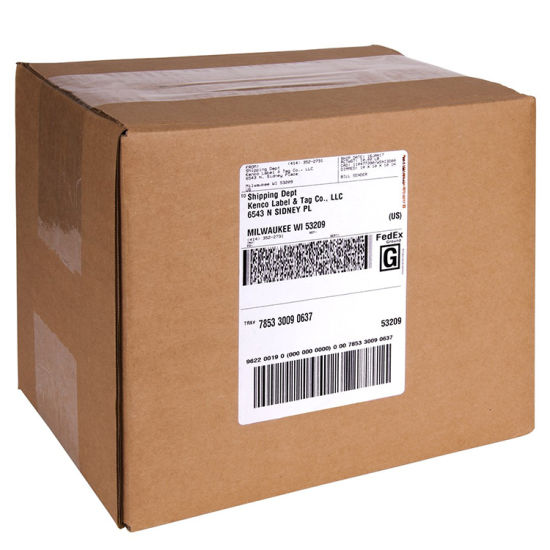 FROM: (414) 352-2731
Shipping Dept
Kenco Label & Tag Co., LLC
6543 N. Sidney Place
Milwaukee WI 53209
US
BILL SENDER
TO Shipping Dept
Kenco Label & Tag Co., LLC
6543 N SIDNEY PL
MILWAUKEE WI 53209
(US)
(414) 352-2731
FedEx
Ground
G
TRK# 7853 3009 0637
53209
9622 0019 0 (000 000 0000) 0 00 7853 3009 0637